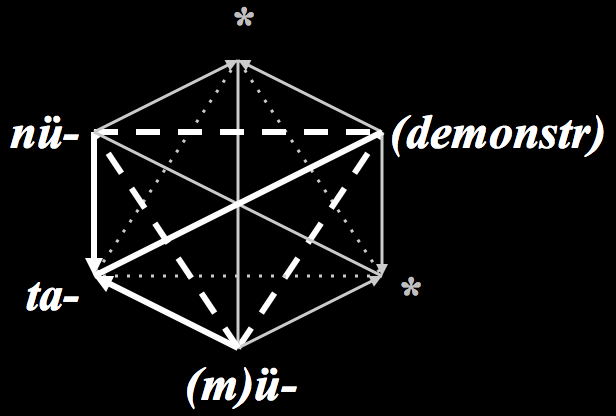 *
nü-
(demonstr)
ta-
*
(m)ü-